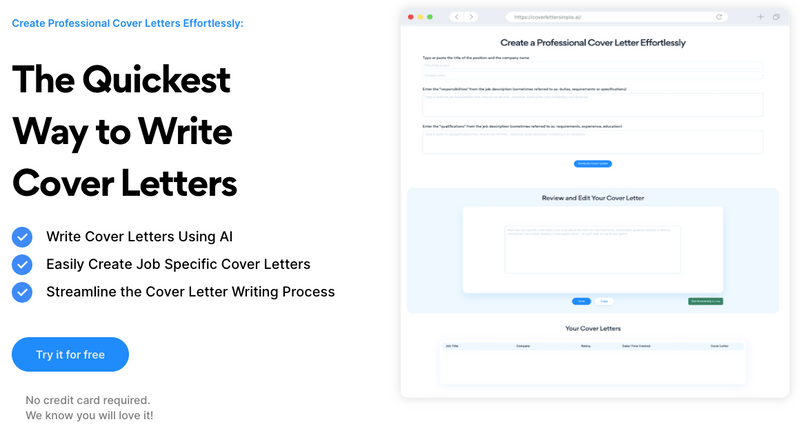 Create Professional Cover Letters Effortlessly:
The Quickest
Way to Write
Cover Letters
Write Cover Letters Using AI
Easily Create Job Specific Cover Letters
Streamline the Cover Letter Writing Process
Try it for free
No credit card required.
We know you will love it!
https://coverlettersimple.ai/
Create a Professional Cover Letter Effortlessly
Type or paste the title of the position and the company name
Enter the "responsibilities" from the job description (sometimes referred to as: duties, requirements or specifications)
Enter the "qualifications" from the job description (sometimes referred to as: requirements, experience, education)
Review and Edit Your Cover Letter
Your Cover Letters
Job Title Company Rating Date/Time Created Cover Letter